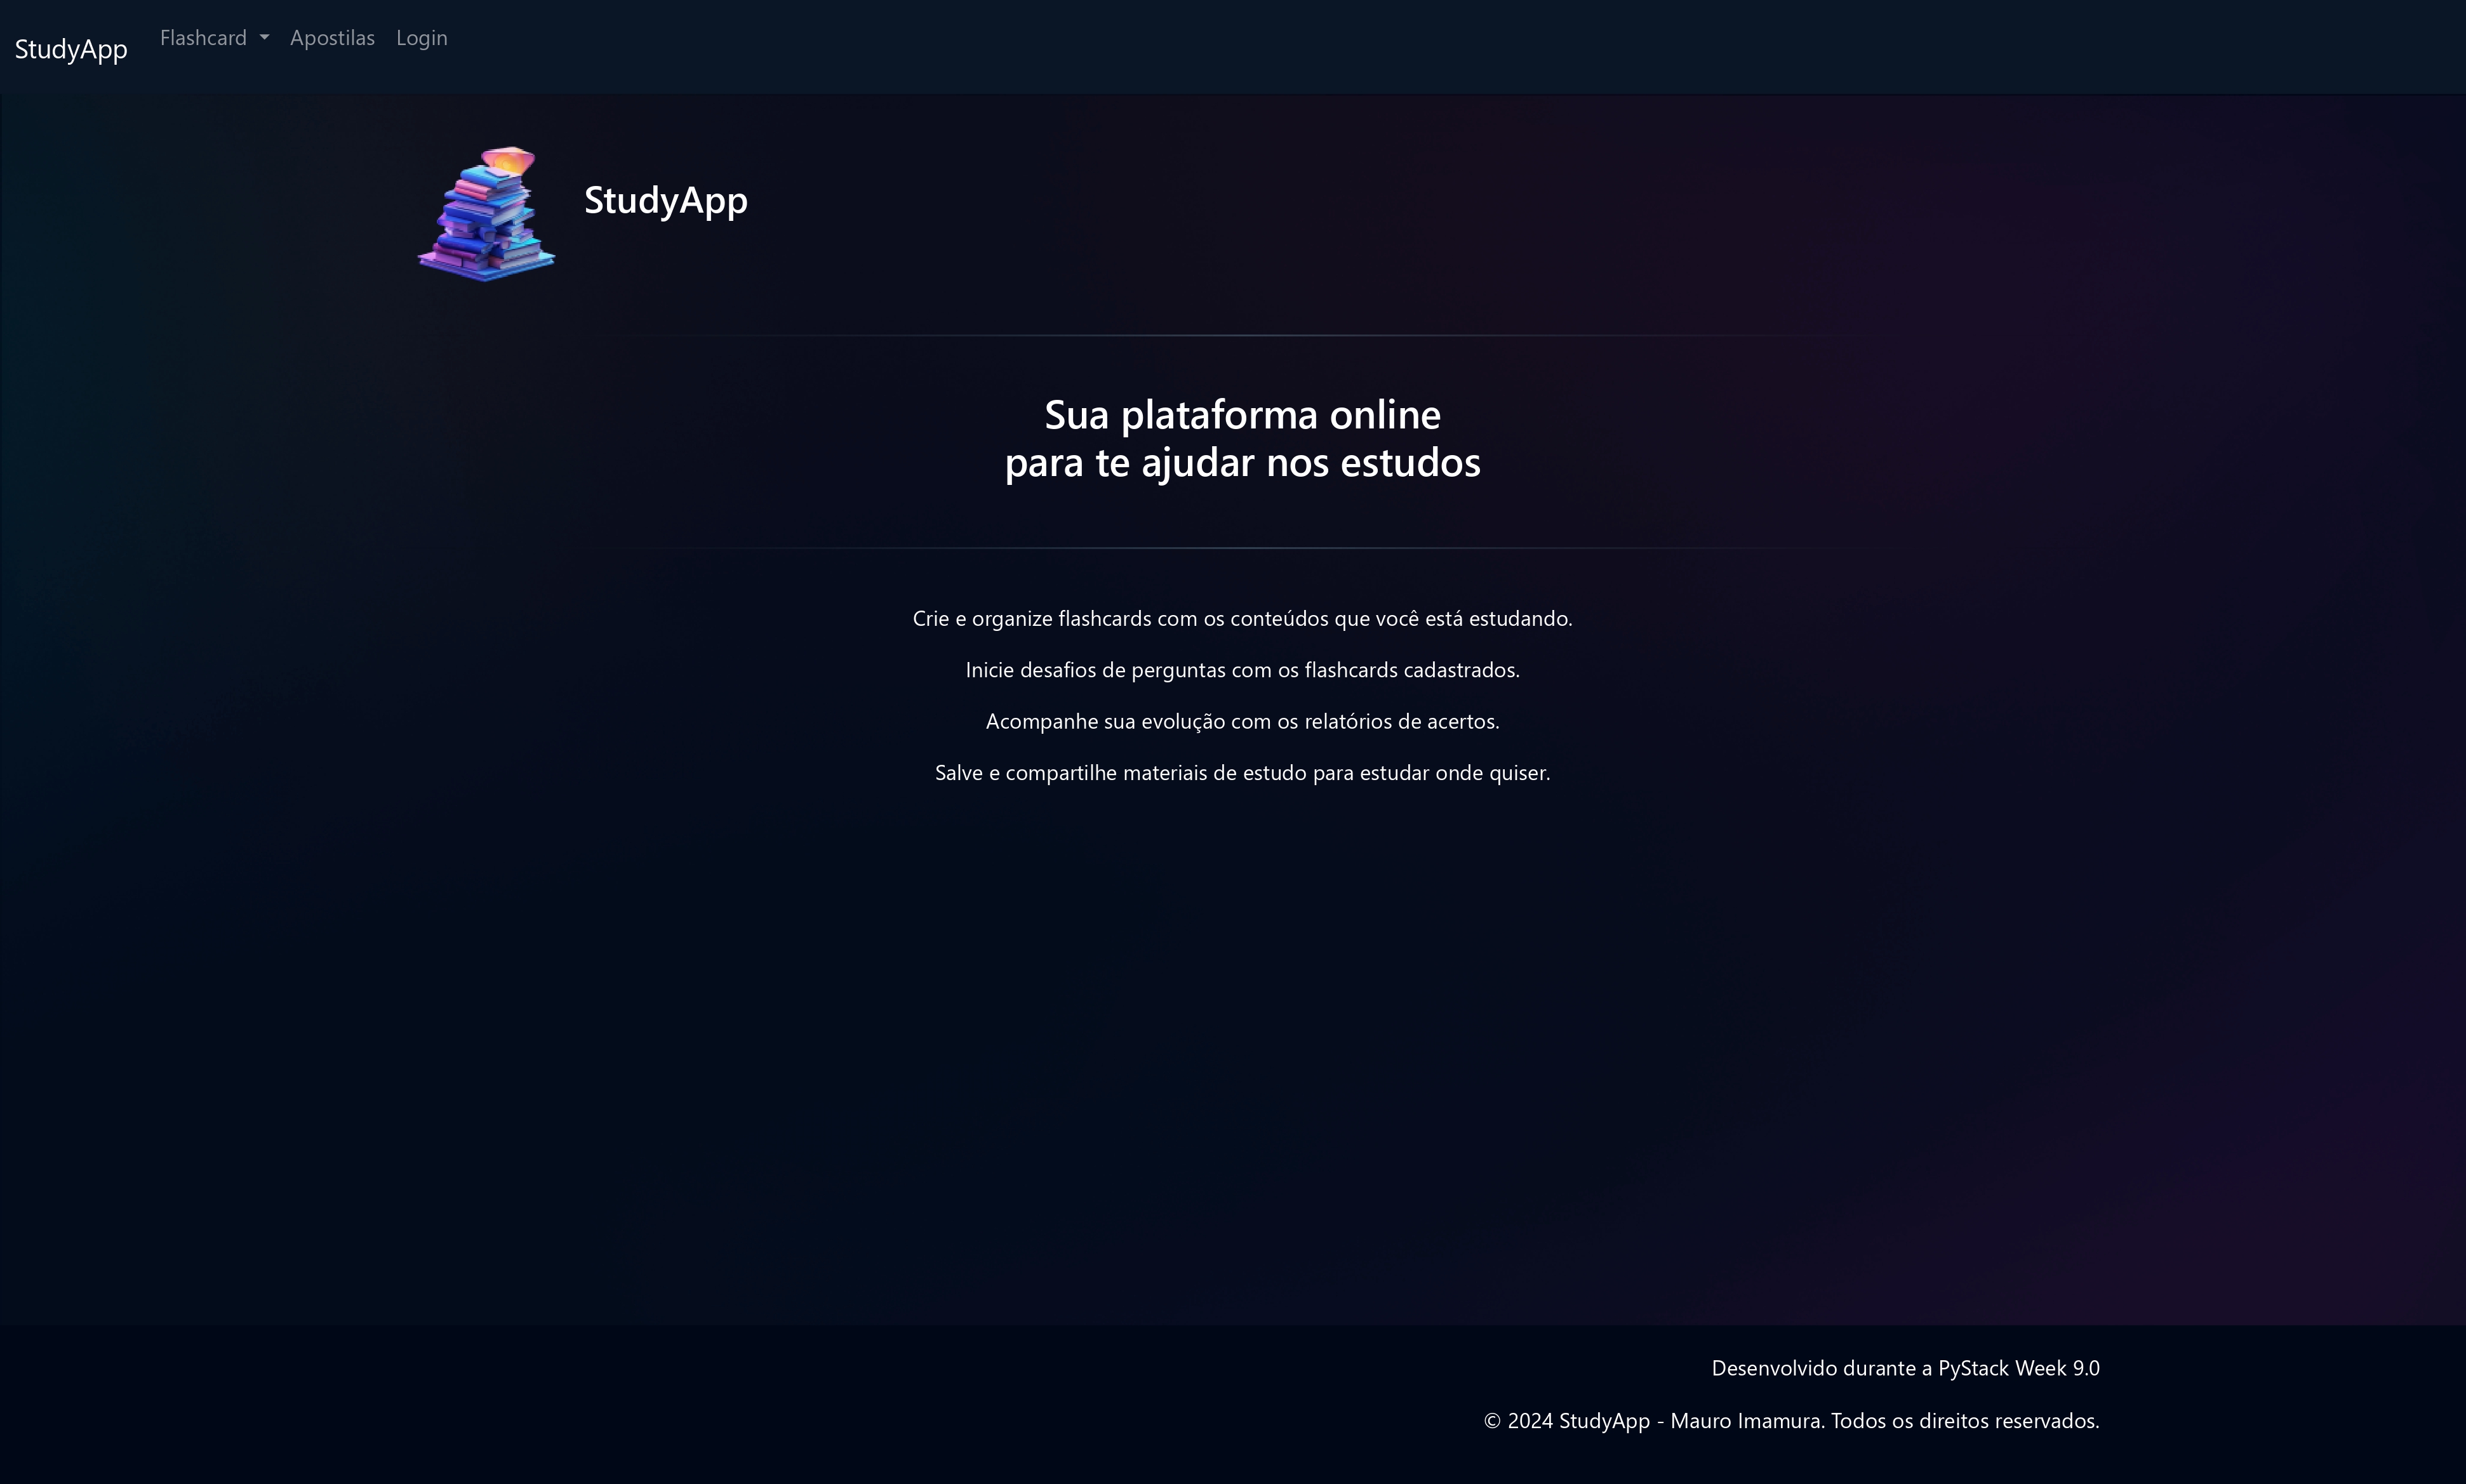 StudyApp
Flashcard
Apostilas
Login
StudyApp
Sua plataforma online
para te ajudar nos estudos
Crie e organize flashcards com os conteúdos que você está estudando.
Inicie desafios de perguntas com os flashcards cadastrados.
Acompanhe sua evolução com os relatórios de acertos.
Salve e compartilhe materiais de estudo para estudar onde quiser.
Desenvolvido durante a PyStack Week 9.0
© 2024 StudyApp - Mauro Imamura. Todos os direitos reservados.